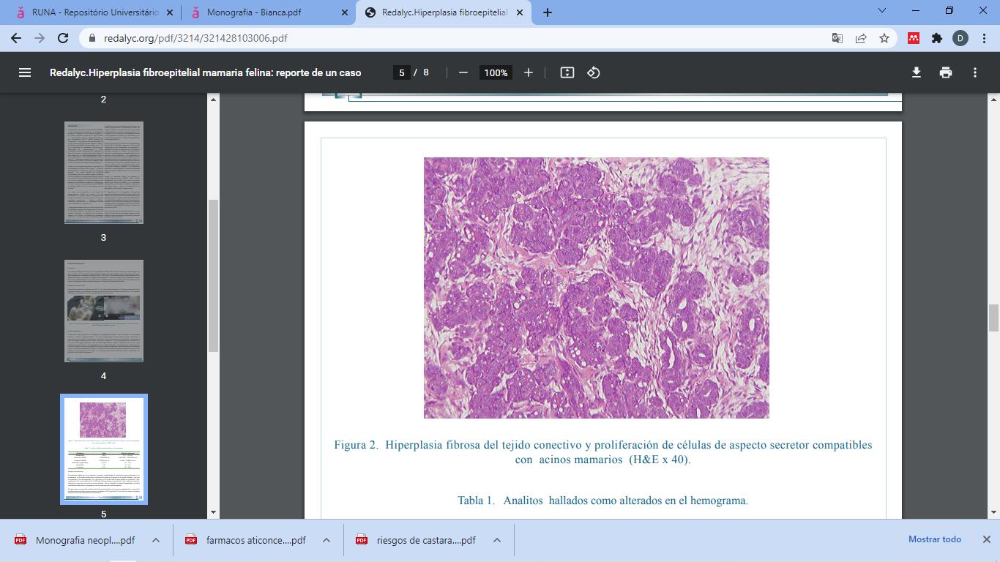 RUNA - Repositório Universitário
Monografia - Bianca.pdf
Redalyc.Hiperplasia fibroepitelial
redalyc.org/pdf/3214/321428103006.pdf
D
Redalyc.Hiperplasia fibroepitelial mamaria felina: reporte de un caso
5 / 8
100%
2
3
4
5
Figura 2. Hiperplasia fibrosa del tejido conectivo y proliferación de células de aspecto secretor compatibles
con acinos mamarios (H&E x 40).
Tabla 1. Analitos hallados como alterados en el hemograma.
PDF
Monografia neopl....pdf
PDF
farmacos aticonce....pdf
PDF
riesgos de castara....pdf
Mostrar todo